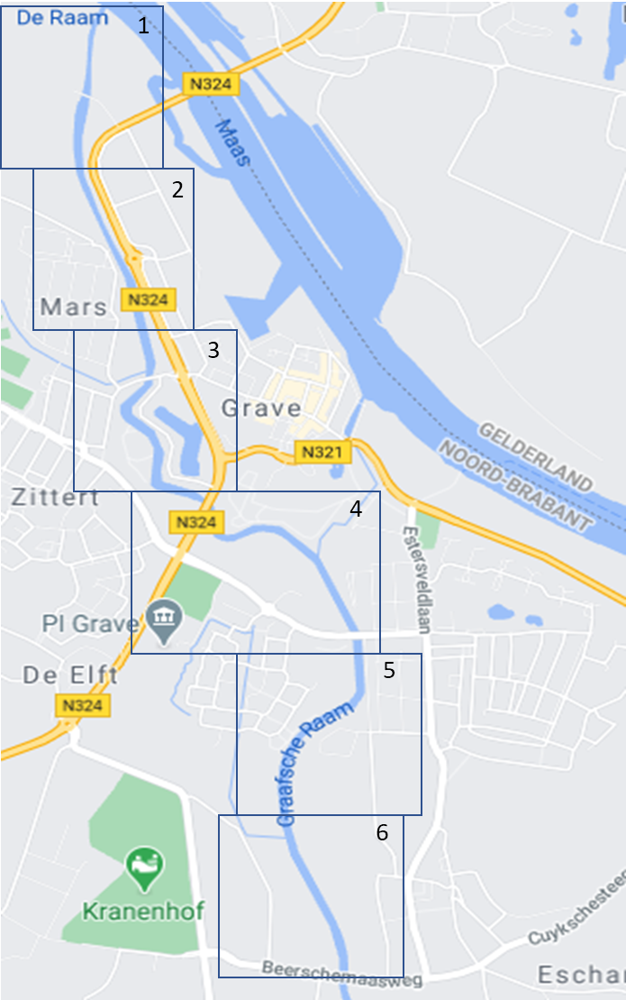 De Raam
1
N324
Maas
2
Mars
N324
3
Grave
N321
GELDERLAND
NOORD-BRABANT
Zittert
N324
4
Estersveldlaan
PI Grave
De Elft
5
N324
Graafsche Raam
6
Kranenhof
Cuykschesteeg
Beerschemaasweg
Eschar